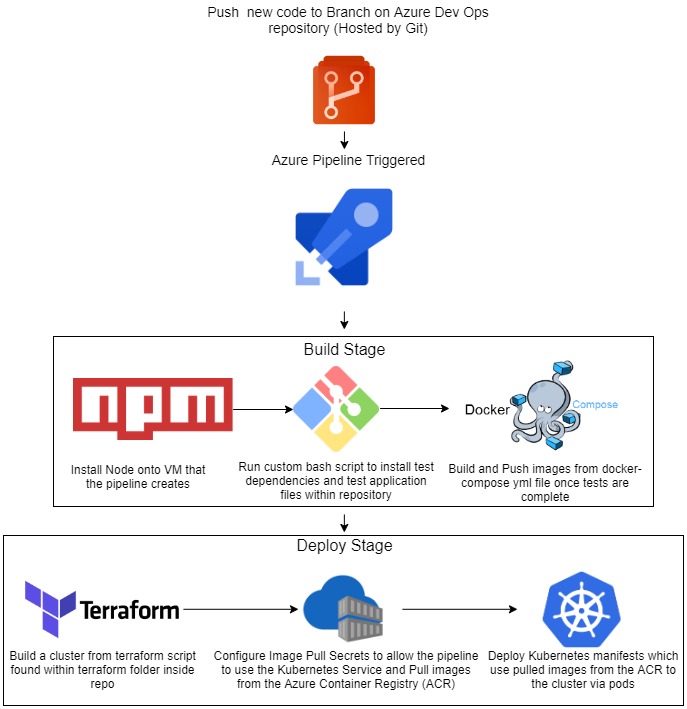 Push new code to Branch on Azure Dev Ops
repository (Hosted by Git)
Azure Pipeline Triggered
Build Stage
npm
Docker
Compose
Install Node onto VM that
the pipeline creates
Run custom bash script to install test
dependencies and test application
files within repository
Build and Push images from docker-
compose yml file once tests are
complete
Deploy Stage
Terraform
Build a cluster from terraform script
found within terraform folder inside
repo
Configure Image Pull Secrets to allow the pipeline
to use the Kubernetes Service and Pull images
from the Azure Container Registry (ACR)
Deploy Kubernetes manifests which
use pulled images from the ACR to
the cluster via pods